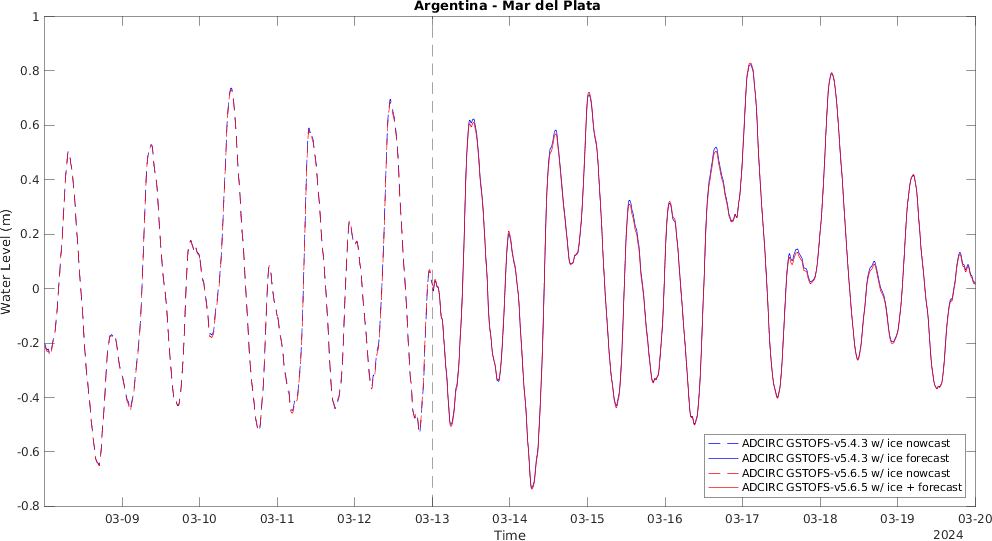 Argentina - Mar del Plata
Water Level (m)
1
0.8
0.6
0.4
0.2
0
-0.2
-0.4
-0.6
-0.8
03-09 03-10 03-11 03-12 03-13 03-14 03-15 03-16 03-17 03-18 03-19 03-20
Time
2024
ADCIRC GSTOFS-v5.4.3 w/ ice nowcast
ADCIRC GSTOFS-v5.4.3 w/ ice forecast
ADCIRC GSTOFS-v5.6.5 w/ ice nowcast
ADCIRC GSTOFS-v5.6.5 w/ ice + forecast